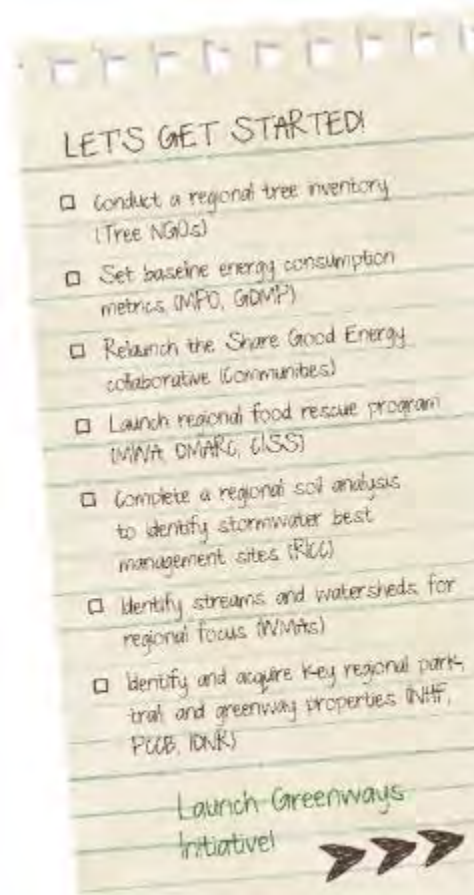 LET'S GET STARTED!
Conduct a regional tree inventory
(Tree NGOs)
Set baseline energy consumption
metrics (MPO, GDMP)
Relaunch the Share Good Energy
collaborative (Communities)
Launch regional food rescue program
(MWA, DMARC, CISS)
Complete a regional soil analysis
to identify stormwater best
management sites (RICC)
Identify streams and watersheds for
regional focus (WMAs)
Identify and acquire key regional park,
trail and greenway properties (INHF,
PCCB, IDNR)
Launch Greenways
Initiative!